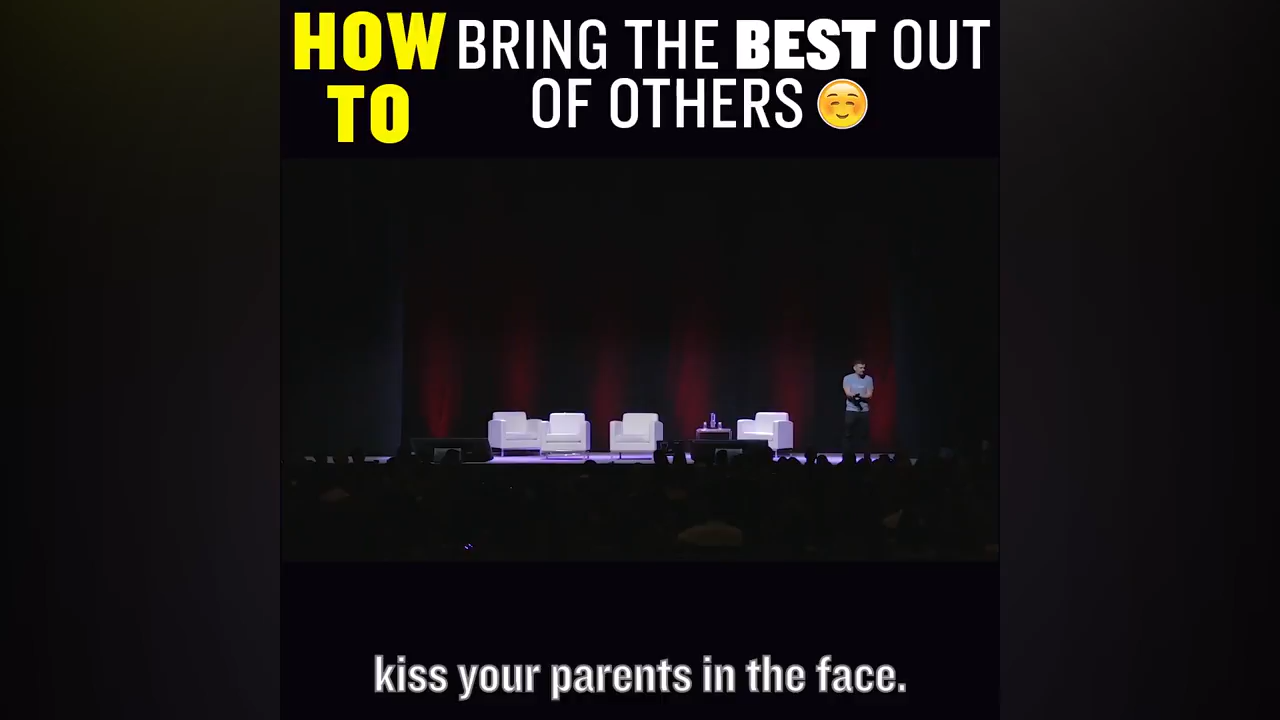 HOW BRING THE BEST OUT
TO OF OTHERS ☺️
kiss your parents in the face.